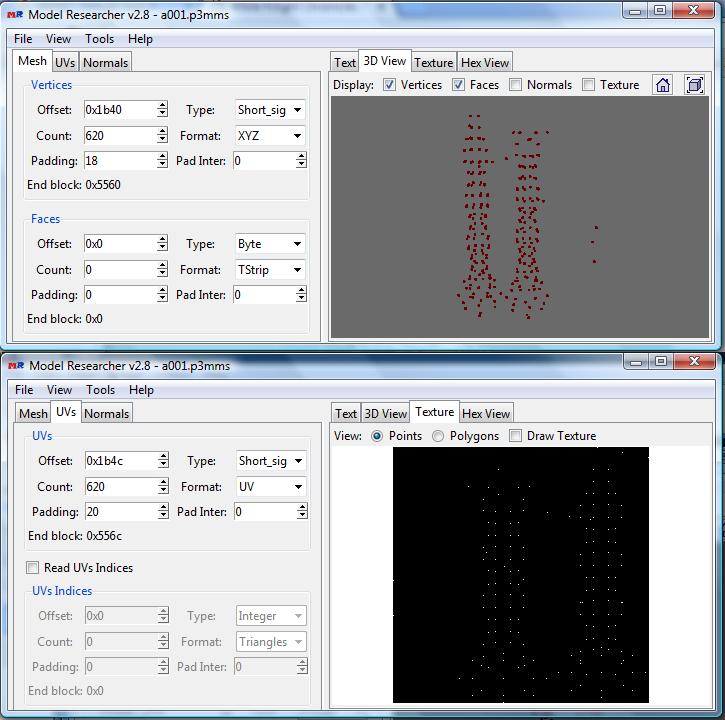 MR Model Researcher v2.8 - a001.p3mms
File View Tools Help
Mesh UVs Normals Text 3D View Texture Hex View
Vertices Display: Vertices Faces Normals Texture
Offset: 0x1b40 Type: Short_sig
Count: 620 Format: XYZ
Padding: 18 Pad Inter: 0
End block: 0x5560
Faces
Offset: 0x0 Type: Byte
Count: 0 Format: TStrip
Padding: 0 Pad Inter: 0
End block: 0x0
MR Model Researcher v2.8 - a001.p3mms
File View Tools Help
Mesh UVs Normals Text 3D View Texture Hex View
UVs View: Points Polygons Draw Texture
Offset: 0x1b4c Type: Short_sig
Count: 620 Format: UV
Padding: 20 Pad Inter: 0
End block: 0x556c
Read UVs Indices
UVs Indices
Offset: 0x0 Type: Integer
Count: 0 Format: Triangles
Padding: 0 Pad Inter: 0
End block: 0x0